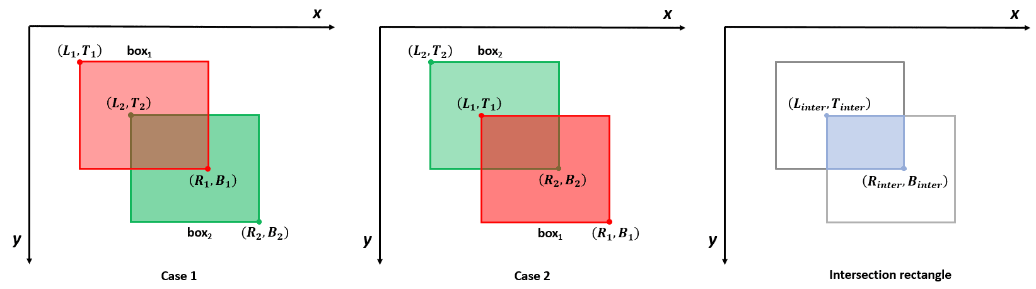 x
(L₁, T₁)
box₁
(L₂, T₂)
(R₁, B₁)
y
box₂
(R₂, B₂)
Case 1
x
(L₂, T₂)
box₂
(L₁, T₁)
(R₂, B₂)
y
box₁
(R₁, B₁)
Case 2
x
(Lᵢₙₜₑᵣ, Tᵢₙₜₑᵣ)
(Rᵢₙₜₑᵣ, Bᵢₙₜₑᵣ)
y
Intersection rectangle